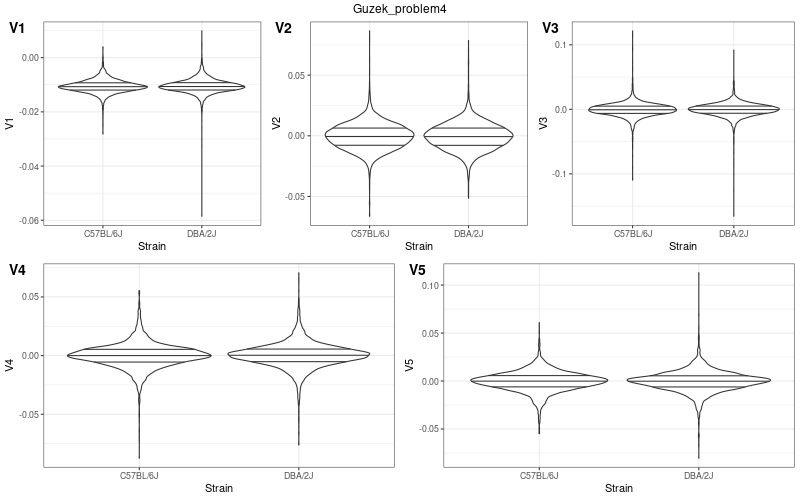 Guzek_problem4
V1
V1
0.00
-0.02
-0.04
-0.06
C57BL/6J DBA/2J
Strain
V2
V2
0.05
0.00
-0.05
C57BL/6J DBA/2J
Strain
V3
V3
0.1
0.0
-0.1
C57BL/6J DBA/2J
Strain
V4
V4
0.05
0.00
-0.05
C57BL/6J DBA/2J
Strain
V5
V5
0.10
0.05
0.00
-0.05
C57BL/6J DBA/2J
Strain